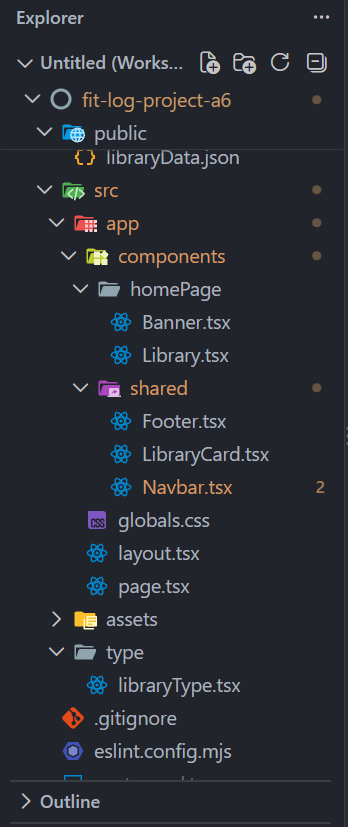 Explorer
Untitled (Works...
fit-log-project-a6
public
libraryData.json
src
app
components
homePage
Banner.tsx
Library.tsx
shared
Footer.tsx
LibraryCard.tsx
Navbar.tsx 2
globals.css
layout.tsx
page.tsx
assets
type
libraryType.tsx
.gitignore
eslint.config.mjs
Outline